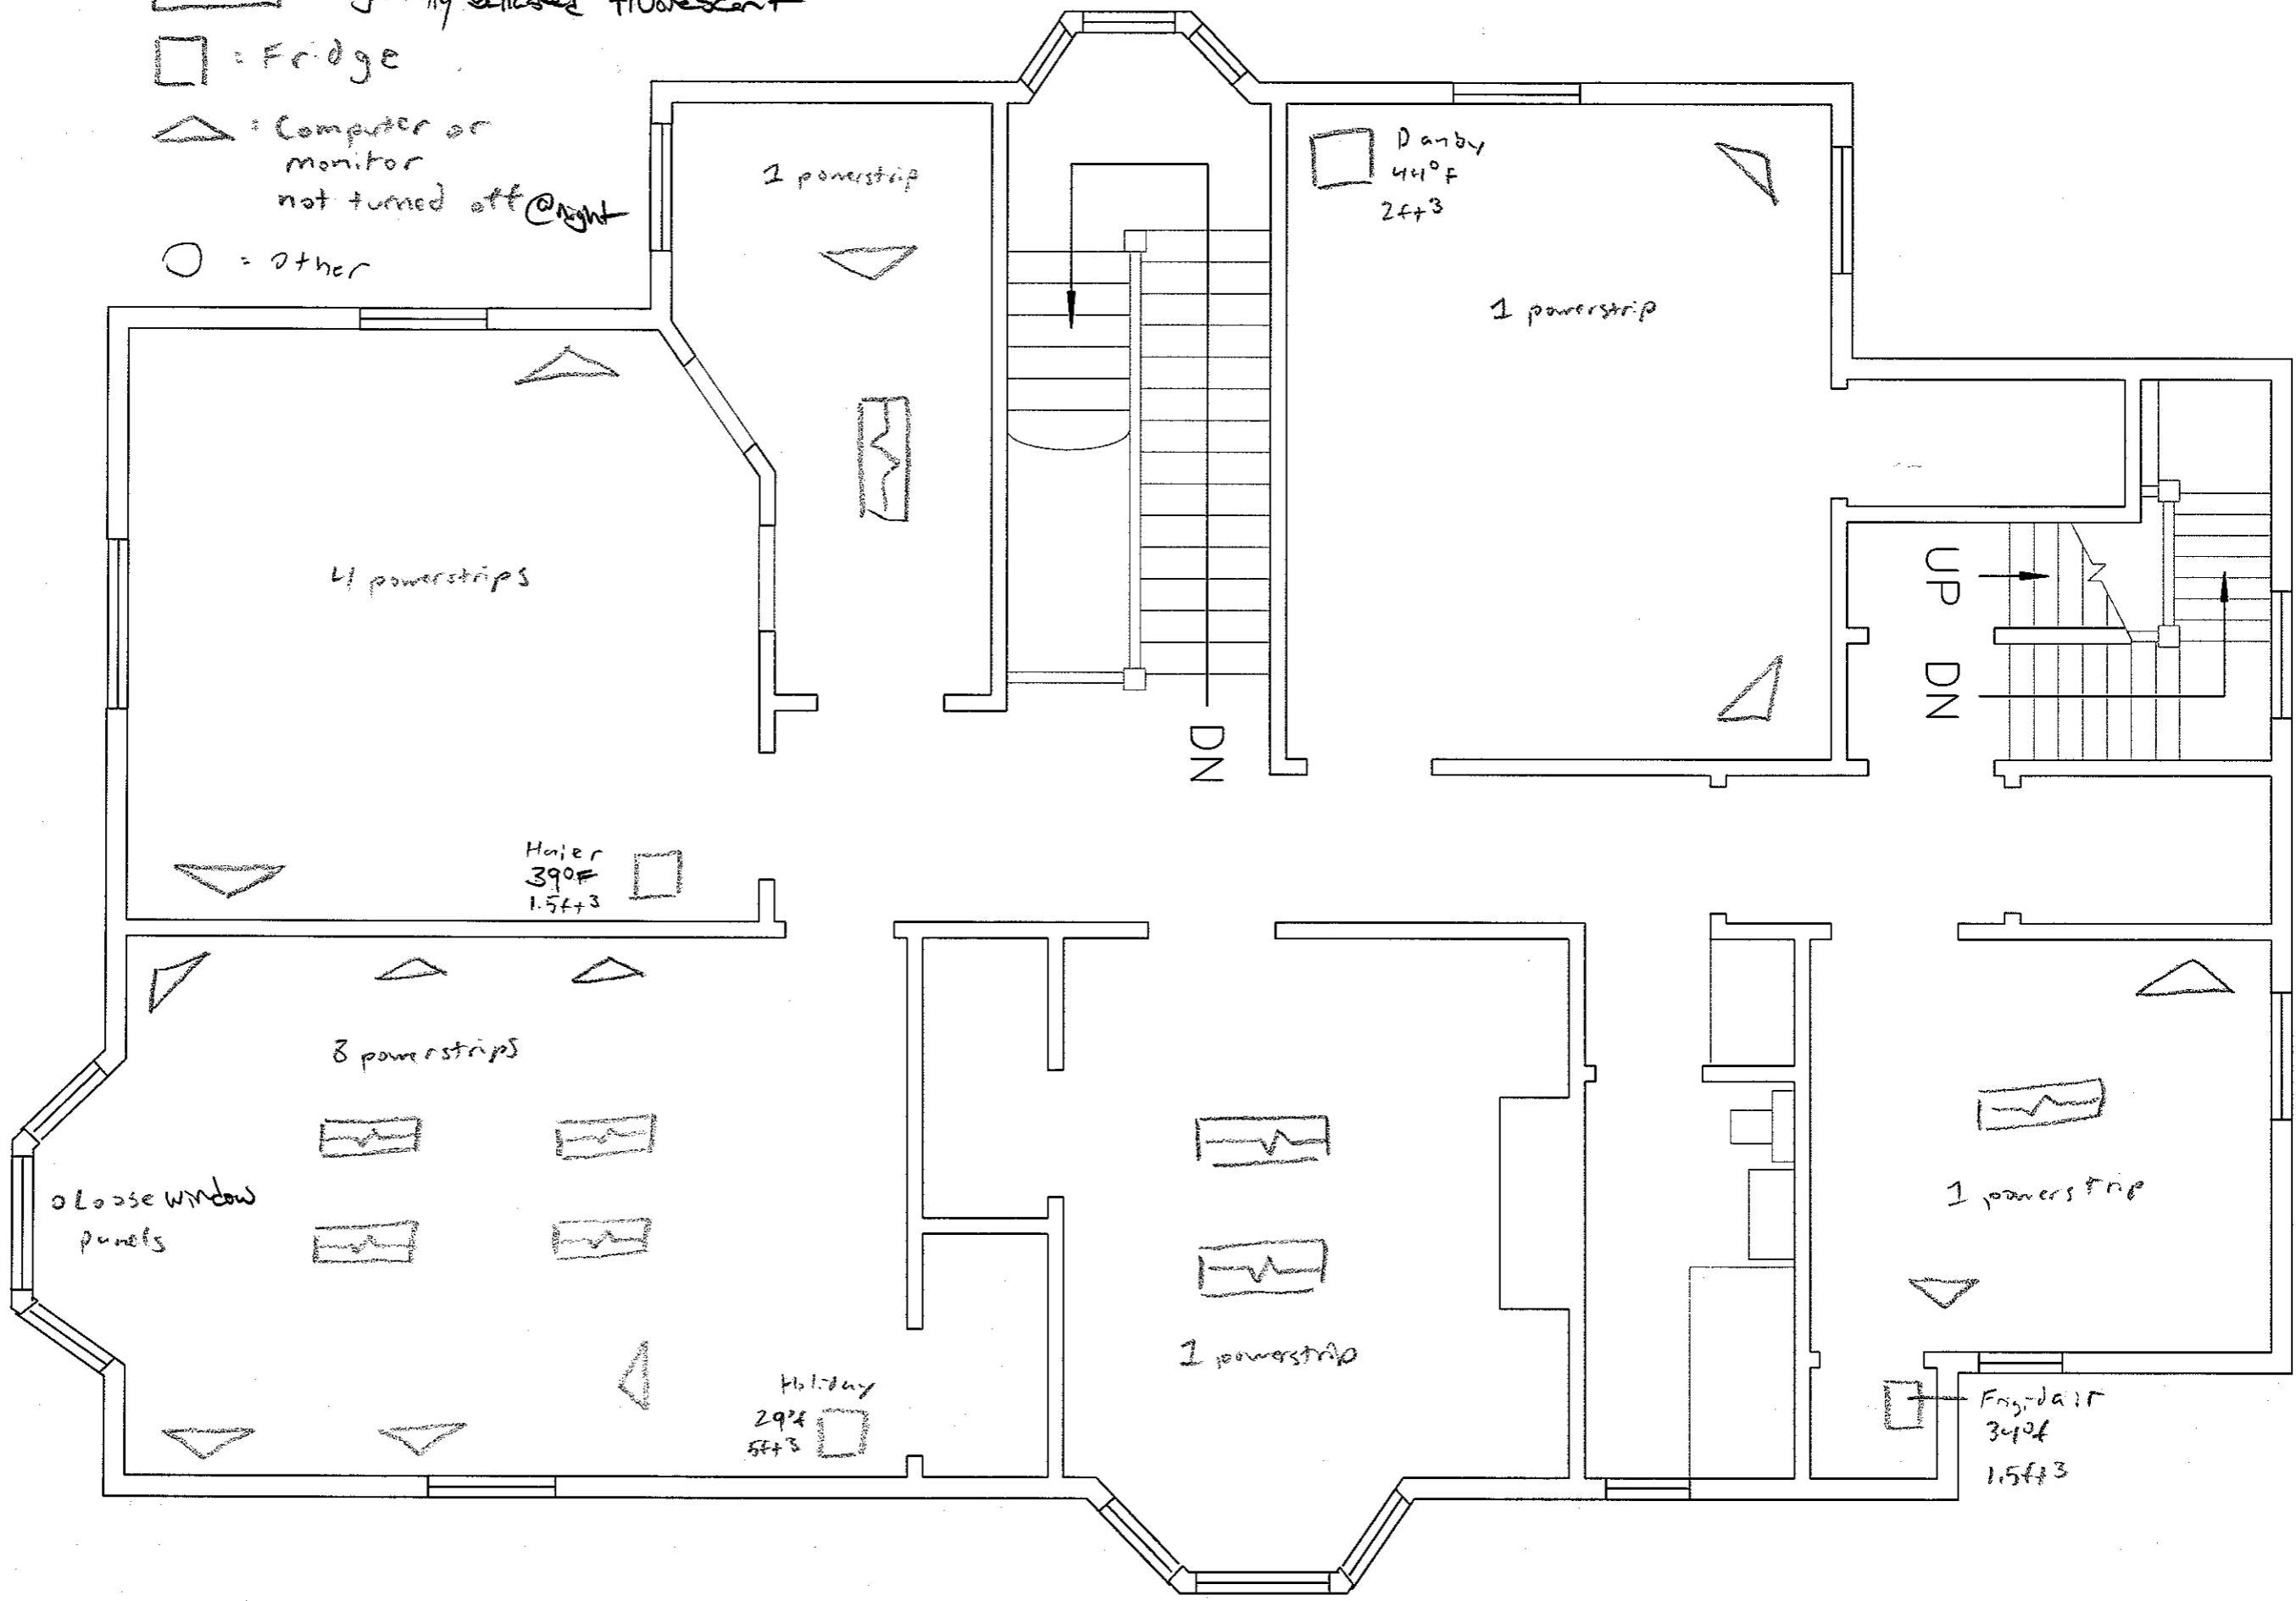 ballasted fluorescent
= Fridge
= Computer or
monitor
not turned off @night
= Other
1 powerstrip
Danby
44°F
2ft3
1 powerstrip
4 powerstrips
UP
DN
DN
Haier
39°F
1.5ft3
8 powerstrips
o Loose window
panels
1 powerstrip
1 powerstrip
Holiday
29°f
5ft3
Frigidair
34°f
1.5ft3